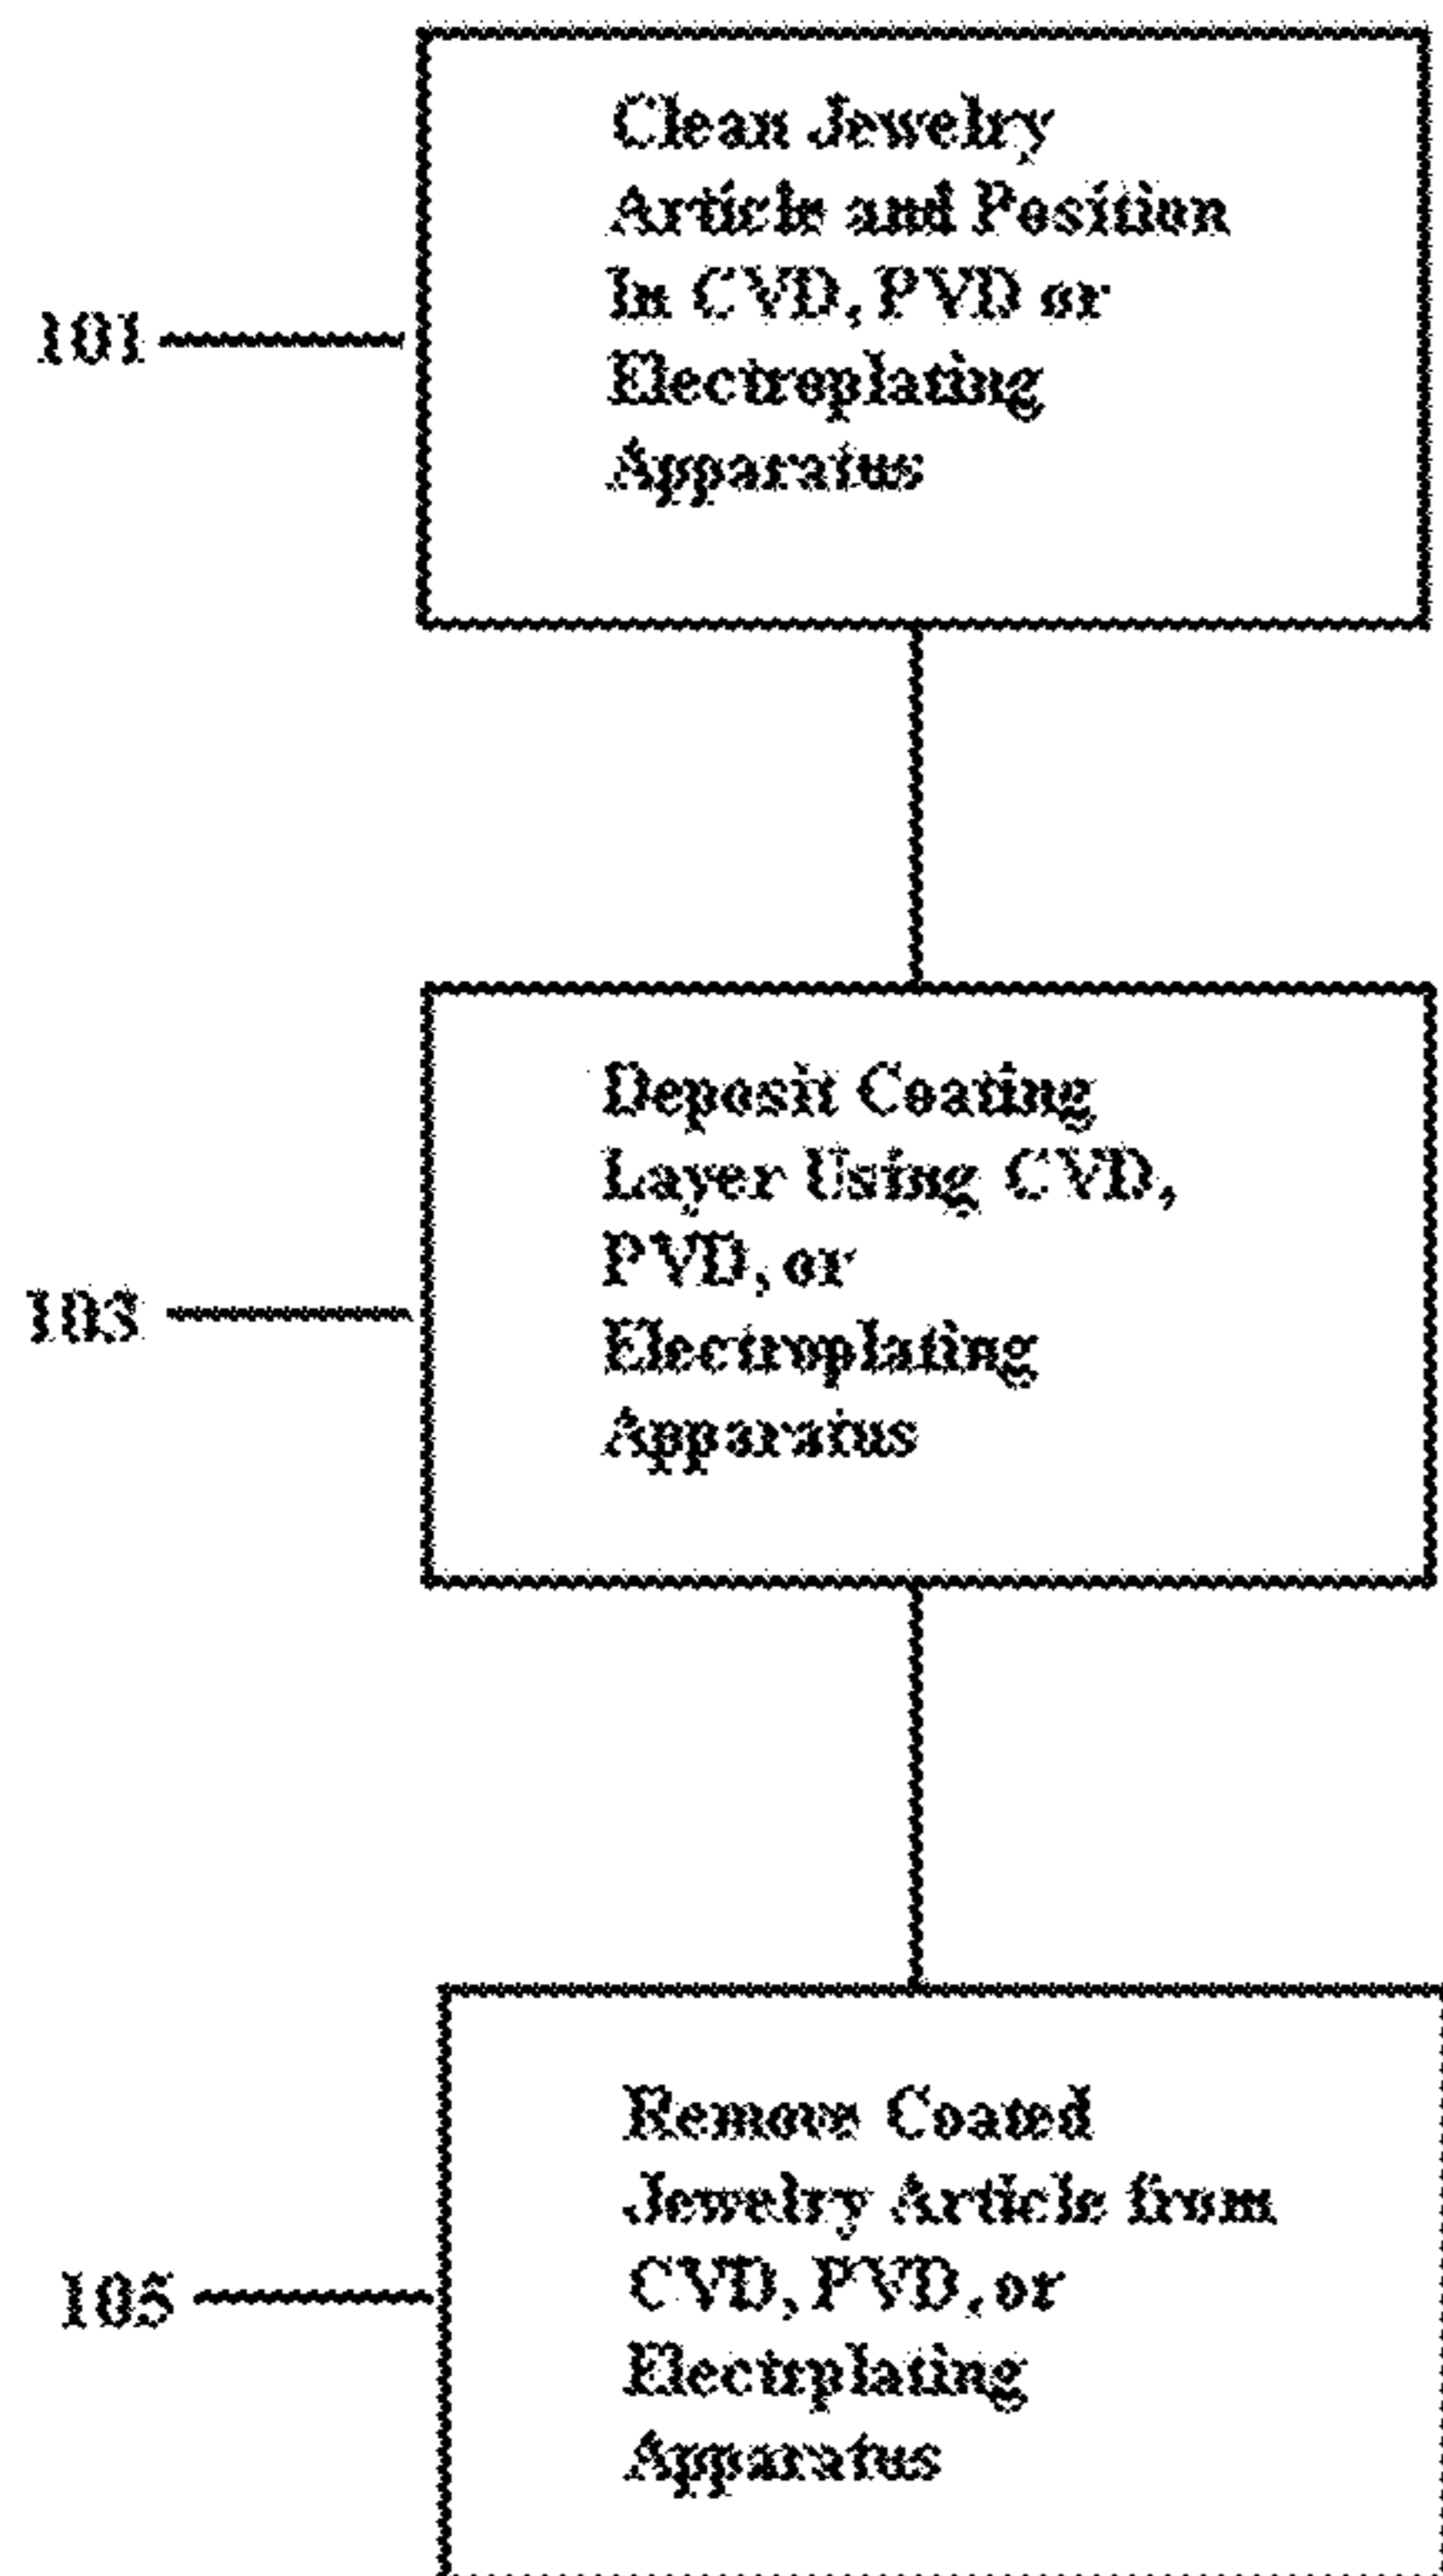 Clean Jewelry
Article and Position
In CVD, PVD or
Electroplating
Apparatus
101
Deposit Coating
Layer Using CVD,
PVD, or
Electroplating
Apparatus
103
Remove Coated
Jewelry Article from
CVD, PVD, or
Electrplating
Apparatus
105